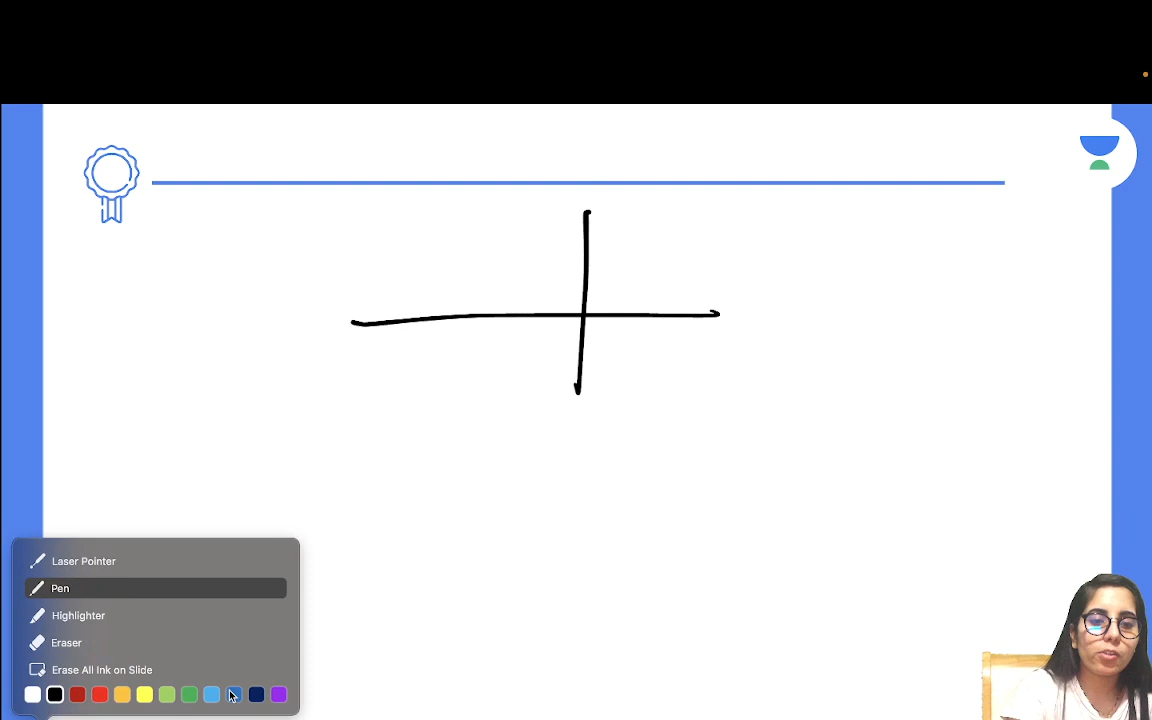 Laser Pointer
Pen
Highlighter
Eraser
Erase All Ink on Slide